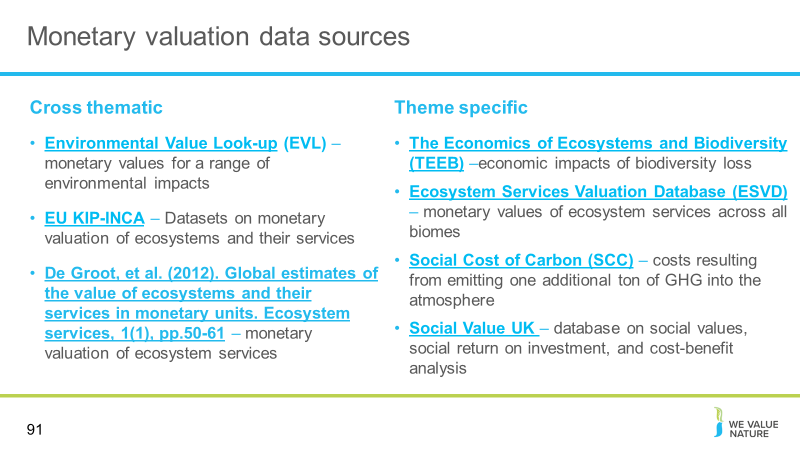 Monetary valuation data sources
Cross thematic
• Environmental Value Look-up (EVL) –
monetary values for a range of
environmental impacts
• EU KIP-INCA – Datasets on monetary
valuation of ecosystems and their services
• De Groot, et al. (2012). Global estimates of
the value of ecosystems and their
services in monetary units. Ecosystem
services, 1(1), pp.50-61 – monetary
valuation of ecosystem services
Theme specific
• The Economics of Ecosystems and Biodiversity
(TEEB) –economic impacts of biodiversity loss
• Ecosystem Services Valuation Database (ESVD)
– monetary values of ecosystem services across all
biomes
• Social Cost of Carbon (SCC) – costs resulting
from emitting one additional ton of GHG into the
atmosphere
• Social Value UK – database on social values,
social return on investment, and cost-benefit
analysis
91
WE VALUE
NATURE